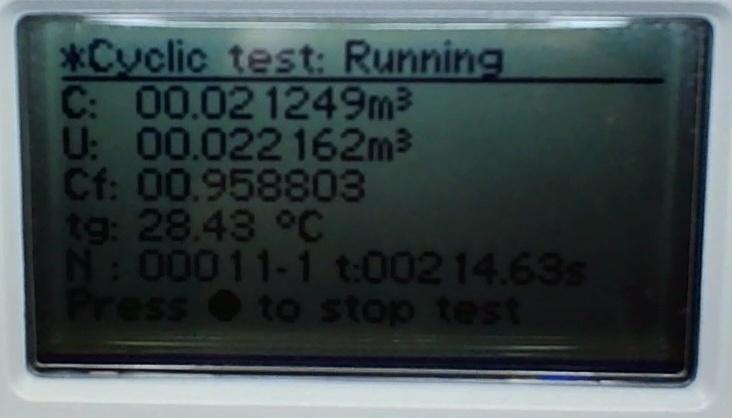 *Cyclic test: Running
C: 00.021249m³
U: 00.022162m³
Cf: 00.958803
tg: 28.43 °C
N : 00011-1 t:00214.63s
Press ● to stop test